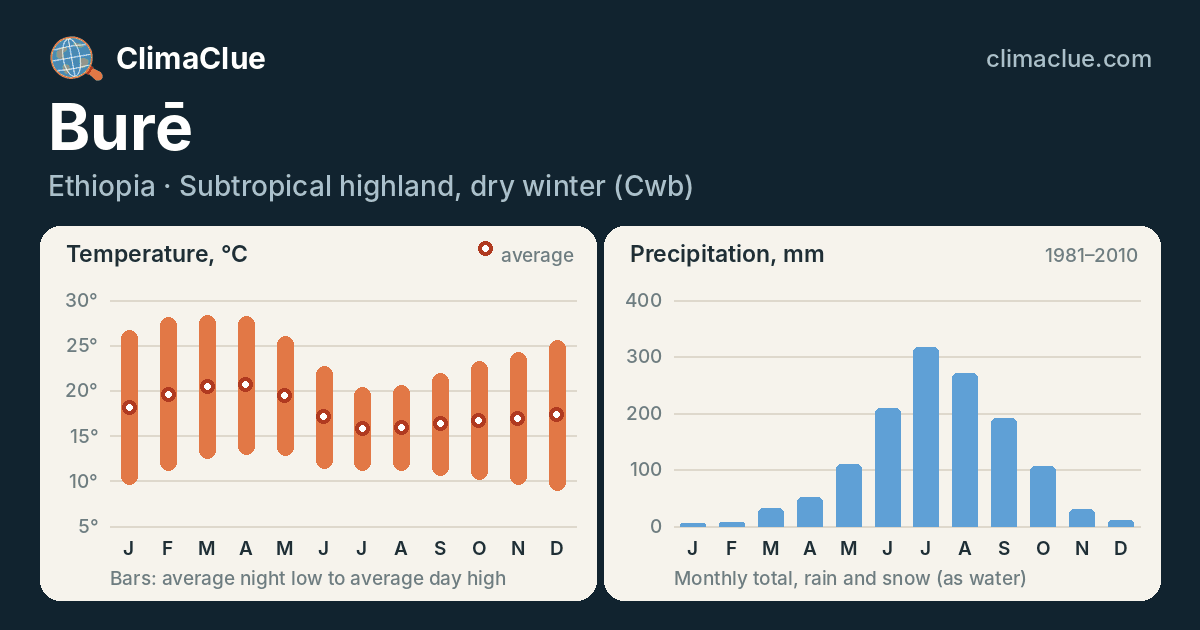 ClimaClue
climaclue.com
Burē
Ethiopia · Subtropical highland, dry winter (Cwb)
Temperature, °C
average
30°
25°
20°
15°
10°
5°
J F M A M J J A S O N D
Bars: average night low to average day high
Precipitation, mm
1981–2010
400
300
200
100
0
J F M A M J J A S O N D
Monthly total, rain and snow (as water)